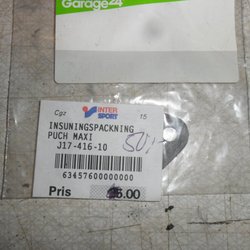 Garage24
Cgz INTER SPORT 15
INSUNINGSPACKNING
PUCH MAXI
J17-416-10
50:-
63457600000000
Pris 35.00